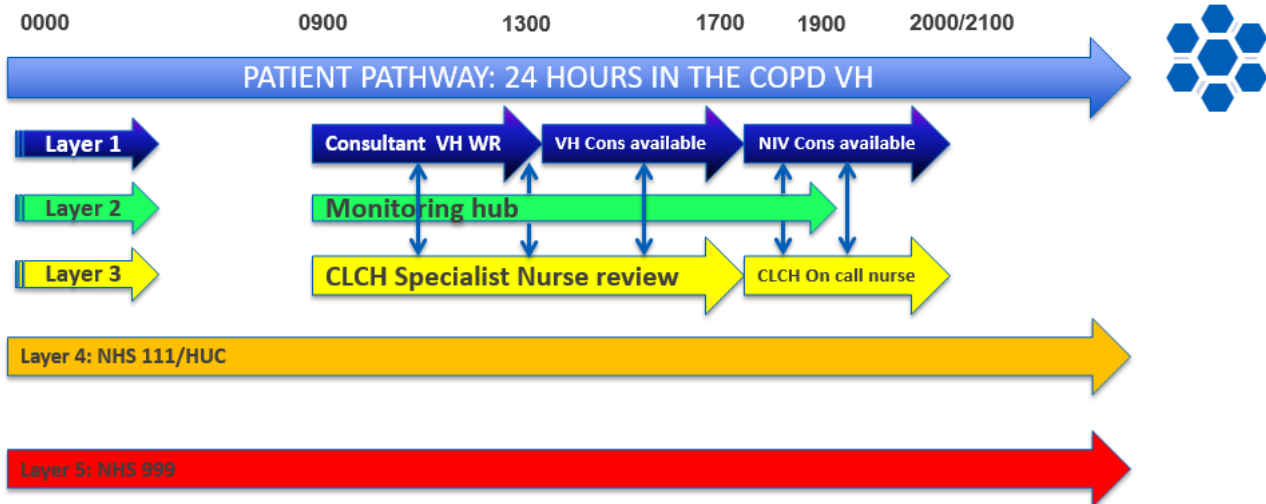 0000 0900 1300 1700 1900 2000/2100
PATIENT PATHWAY: 24 HOURS IN THE COPD VH
Layer 1 Consultant VH WR VH Cons available NIV Cons available
Layer 2 Monitoring hub
Layer 3 CLCH Specialist Nurse review CLCH On call nurse
Layer 4: NHS 111/HUC
Layer 5: NHS 999